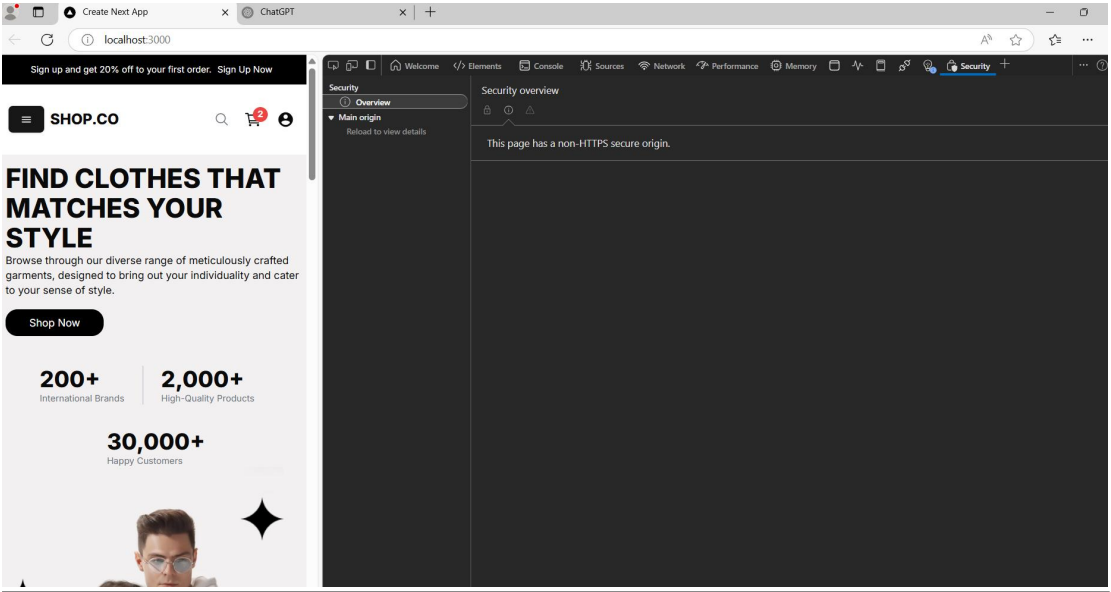 Create Next App
ChatGPT
localhost:3000
Sign up and get 20% off to your first order. Sign Up Now
SHOP.CO
2
FIND CLOTHES THAT
MATCHES YOUR
STYLE
Browse through our diverse range of meticulously crafted
garments, designed to bring out your individuality and cater
to your sense of style.
Shop Now
200+
International Brands
2,000+
High-Quality Products
30,000+
Happy Customers
Welcome
Elements
Console
Sources
Network
Performance
Memory
Security
Security
Overview
Main origin
Reload to view details
Security overview
This page has a non-HTTPS secure origin.